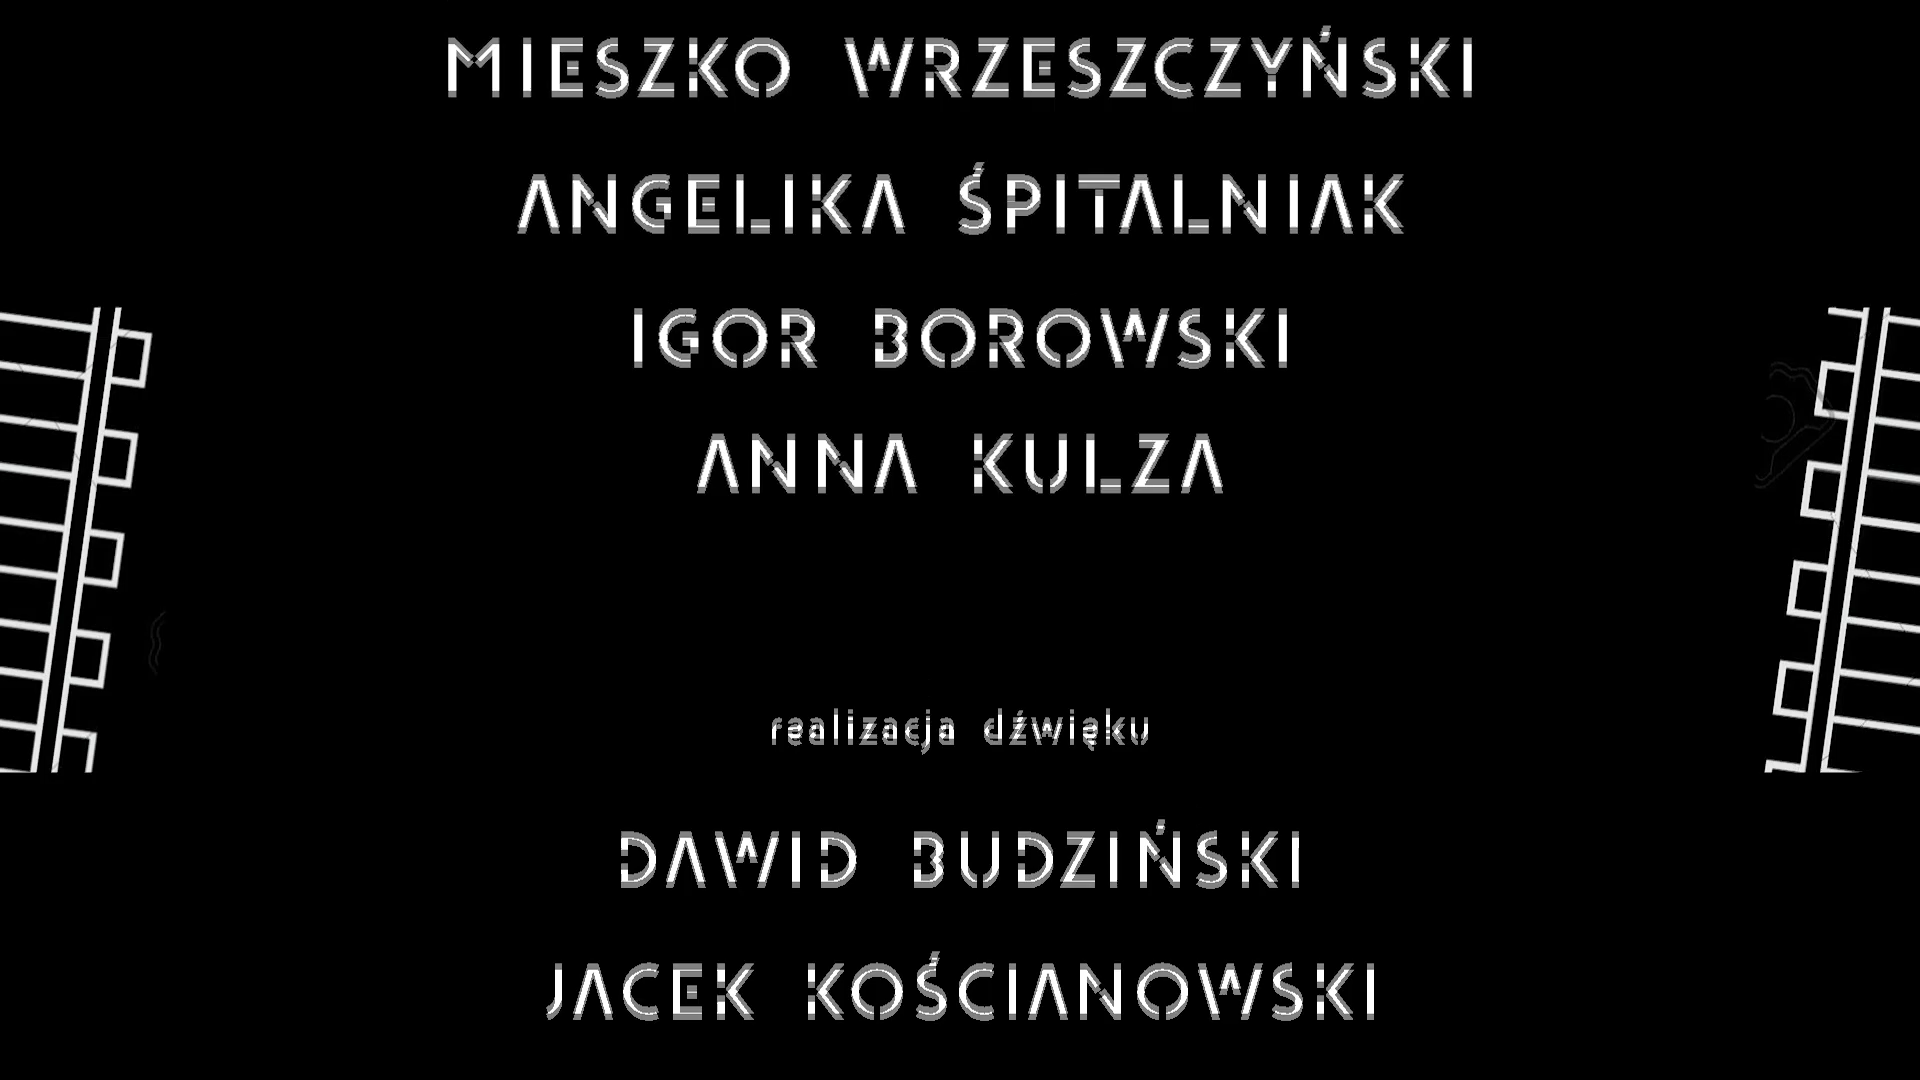 MIESZKO WRZESZCZYŃSKI
ANGELIKA ŚPITALNIAK
IGOR BOROWSKI
ANNA KULZA
realizacja dźwięku
DAWID BUDZIŃSKI
JACEK KOŚCIANOWSKI